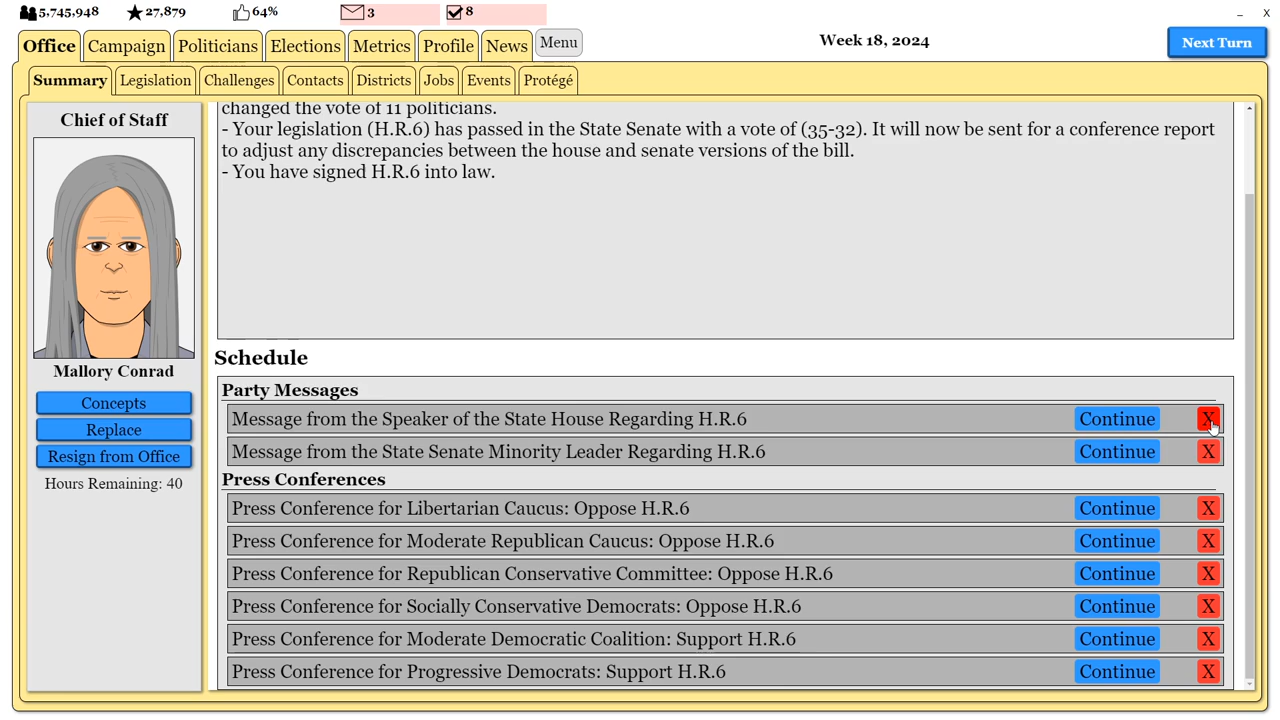 5,745,948 27,879 64% 3 8 _ X
Office Campaign Politicians Elections Metrics Profile News Menu Week 18, 2024 Next Turn
Summary Legislation Challenges Contacts Districts Jobs Events Protégé
Chief of Staff
Mallory Conrad
Concepts
Replace
Resign from Office
Hours Remaining: 40
changed the vote of 11 politicians.
- Your legislation (H.R.6) has passed in the State Senate with a vote of (35-32). It will now be sent for a conference report
to adjust any discrepancies between the house and senate versions of the bill.
- You have signed H.R.6 into law.
Schedule
Party Messages
Message from the Speaker of the State House Regarding H.R.6 Continue X
Message from the State Senate Minority Leader Regarding H.R.6 Continue X
Press Conferences
Press Conference for Libertarian Caucus: Oppose H.R.6 Continue X
Press Conference for Moderate Republican Caucus: Oppose H.R.6 Continue X
Press Conference for Republican Conservative Committee: Oppose H.R.6 Continue X
Press Conference for Socially Conservative Democrats: Oppose H.R.6 Continue X
Press Conference for Moderate Democratic Coalition: Support H.R.6 Continue X
Press Conference for Progressive Democrats: Support H.R.6 Continue X